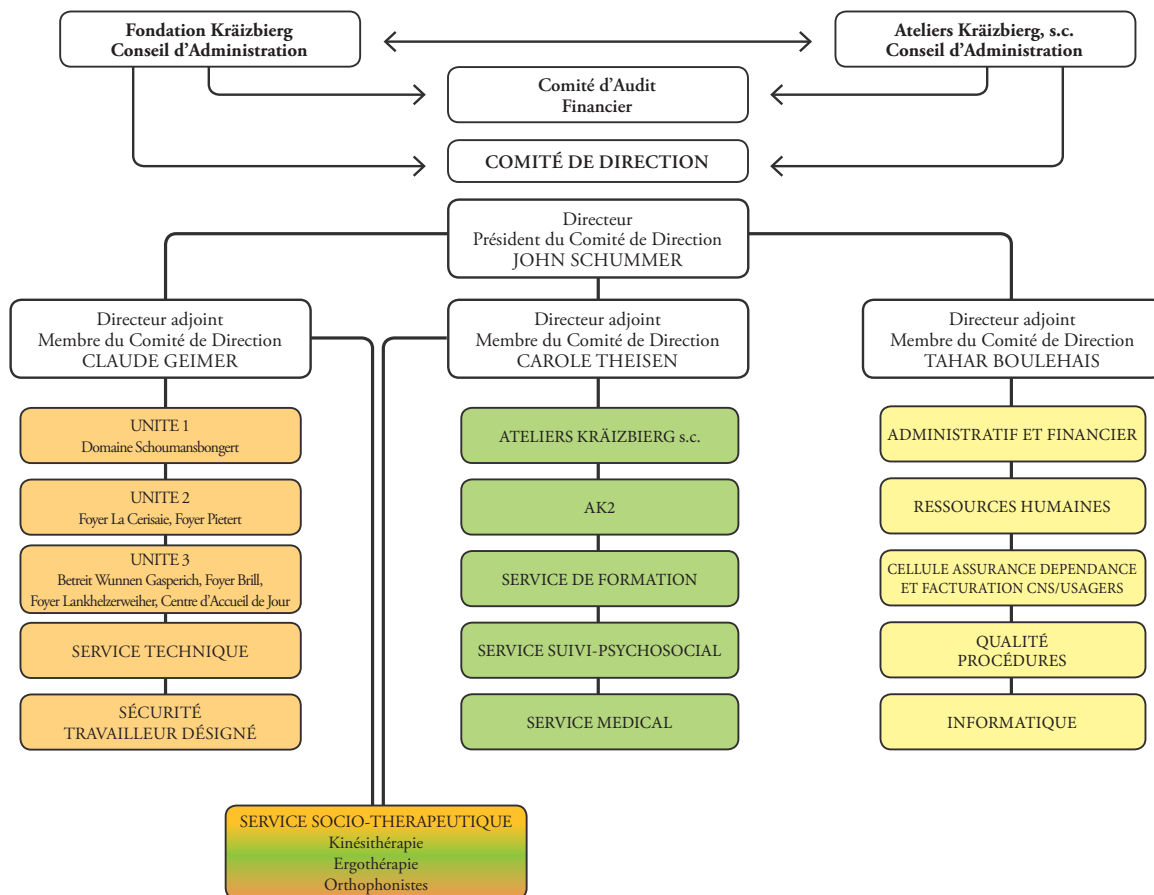 Fondation Kräizbierg
Conseil d'Administration
Ateliers Kräizbierg, s.c.
Conseil d'Administration
Comité d'Audit
Financier
COMITÉ DE DIRECTION
Directeur
Président du Comité de Direction
JOHN SCHUMMER
Directeur adjoint
Membre du Comité de Direction
CLAUDE GEIMER
Directeur adjoint
Membre du Comité de Direction
CAROLE THEISEN
Directeur adjoint
Membre du Comité de Direction
TAHAR BOULEHAIS
UNITE 1
Domaine Schoumansbongert
UNITE 2
Foyer La Cerisaie, Foyer Pietert
UNITE 3
Betreit Wunnen Gasperich, Foyer Brill,
Foyer Lankhelzerweiher, Centre d'Accueil de Jour
SERVICE TECHNIQUE
SÉCURITÉ
TRAVAILLEUR DÉSIGNÉ
ATELIERS KRÄIZBIERG s.c.
AK2
SERVICE DE FORMATION
SERVICE SUIVI-PSYCHOSOCIAL
SERVICE MEDICAL
ADMINISTRATIF ET FINANCIER
RESSOURCES HUMAINES
CELLULE ASSURANCE DEPENDANCE
ET FACTURATION CNS/USAGERS
QUALITÉ
PROCÉDURES
INFORMATIQUE
SERVICE SOCIO-THERAPEUTIQUE
Kinésithérapie
Ergothérapie
Orthophonistes